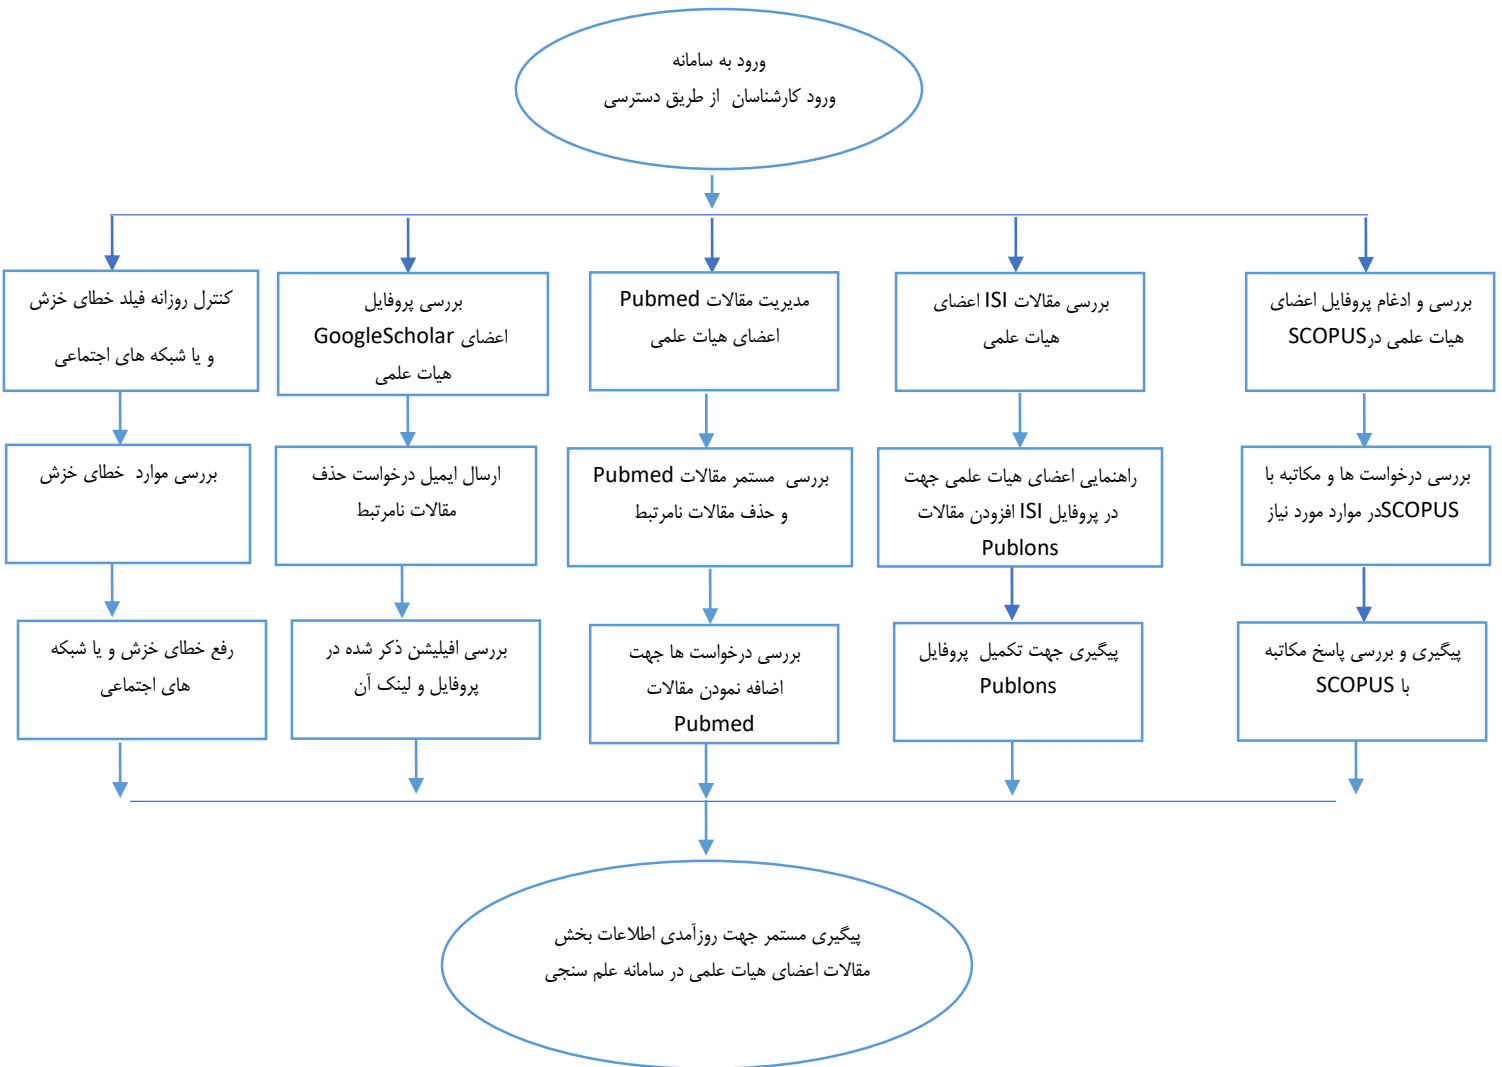 ورود به سامانه
ورود کارشناسان از طریق دسترسی
بررسی و ادغام پروفایل اعضای
هیات علمی در SCOPUS
بررسی مقالات ISI اعضای
هیات علمی
مدیریت مقالات Pubmed
اعضای هیات علمی
بررسی پروفایل
GoogleScholar اعضای
هیات علمی
کنترل روزانه فیلد خطای خزش
و یا شبکه های اجتماعی
بررسی درخواست ها و مکاتبه با
SCOPUSدر موارد مورد نیاز
راهنمایی اعضای هیات علمی جهت
افزودن مقالات ISI در پروفایل
Publons
بررسی مستمر مقالات Pubmed
و حذف مقالات نامرتبط
ارسال ایمیل درخواست حذف
مقالات نامرتبط
بررسی موارد خطای خزش
پیگیری و بررسی پاسخ مکاتبه
با SCOPUS
پیگیری جهت تکمیل پروفایل
Publons
بررسی درخواست ها جهت
اضافه نمودن مقالات
Pubmed
بررسی افیلیشن ذکر شده در
پروفایل و لینک آن
رفع خطای خزش و یا شبکه
های اجتماعی
پیگیری مستمر جهت روزآمدی اطلاعات بخش
مقالات اعضای هیات علمی در سامانه علم سنجی